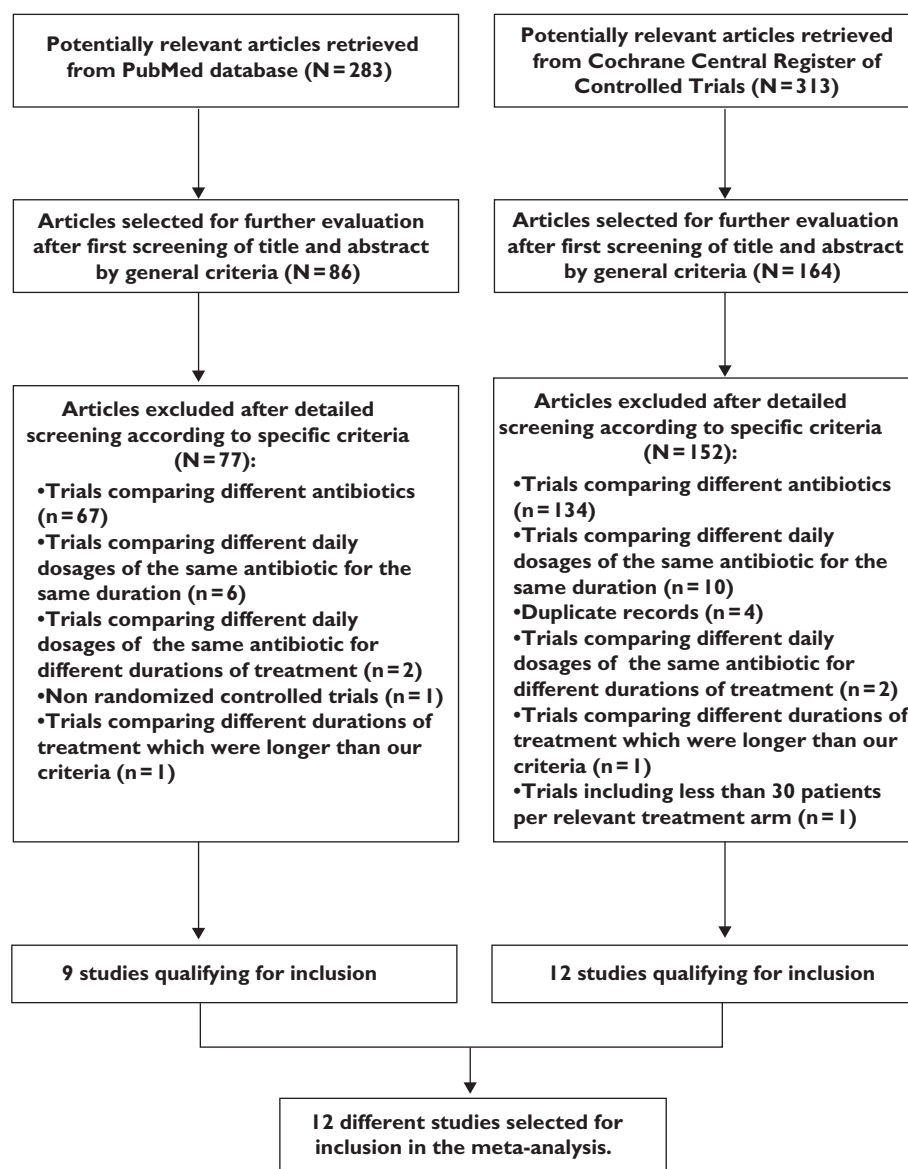 Potentially relevant articles retrieved
from PubMed database (N = 283)
Potentially relevant articles retrieved
from Cochrane Central Register of
Controlled Trials (N = 313)
Articles selected for further evaluation
after first screening of title and abstract
by general criteria (N = 86)
Articles selected for further evaluation
after first screening of title and abstract
by general criteria (N = 164)
Articles excluded after detailed
screening according to specific criteria
(N = 77):
•Trials comparing different antibiotics
(n = 67)
•Trials comparing different daily
dosages of the same antibiotic for the
same duration (n = 6)
•Trials comparing different daily
dosages of the same antibiotic for
different durations of treatment (n = 2)
•Non randomized controlled trials (n = 1)
•Trials comparing different durations of
treatment which were longer than our
criteria (n = 1)
Articles excluded after detailed
screening according to specific criteria
(N = 152):
•Trials comparing different antibiotics
(n = 134)
•Trials comparing different daily
dosages of the same antibiotic for the
same duration (n = 10)
•Duplicate records (n = 4)
•Trials comparing different daily
dosages of the same antibiotic for
different durations of treatment (n = 2)
•Trials comparing different durations of
treatment which were longer than our
criteria (n = 1)
•Trials including less than 30 patients
per relevant treatment arm (n = 1)
9 studies qualifying for inclusion
12 studies qualifying for inclusion
12 different studies selected for
inclusion in the meta-analysis.